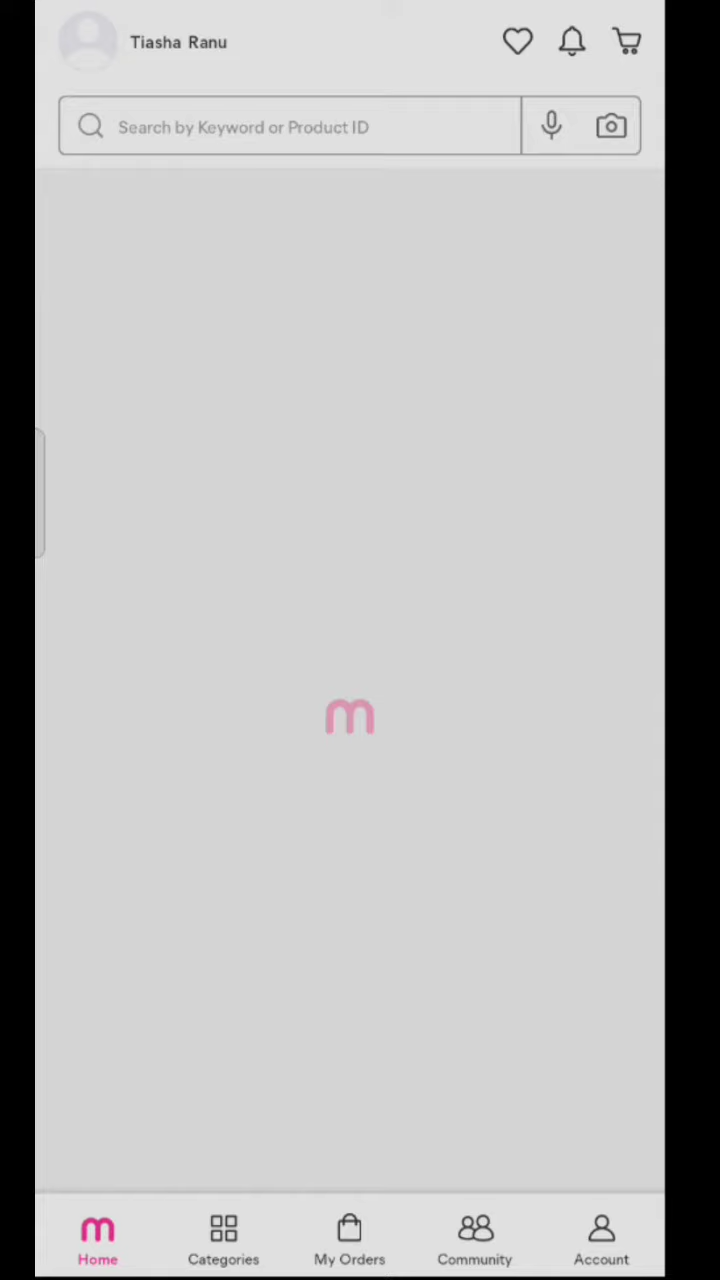 Tiasha Ranu
Search by Keyword or Product ID
m
m
Home
Categories
My Orders
Community
Account